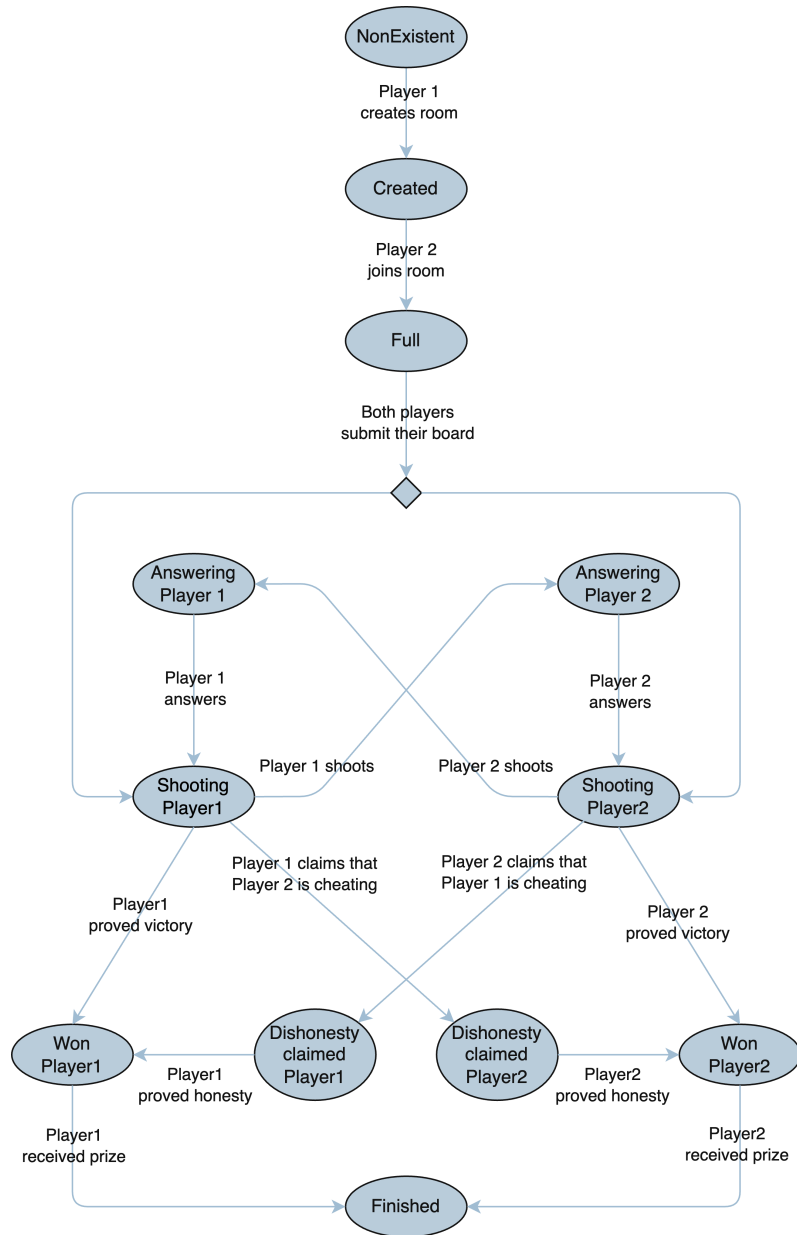 NonExistent
Player 1
creates room
Created
Player 2
joins room
Full
Both players
submit their board
Answering
Player 1
Answering
Player 2
Player 1
answers
Player 2
answers
Player 1 shoots
Player 2 shoots
Shooting
Player1
Shooting
Player2
Player 1 claims that
Player 2 is cheating
Player 2 claims that
Player 1 is cheating
Player1
proved victory
Player 2
proved victory
Won
Player1
Dishonesty
claimed
Player1
Dishonesty
claimed
Player2
Won
Player2
Player1
proved honesty
Player2
proved honesty
Player1
received prize
Player2
received prize
Finished